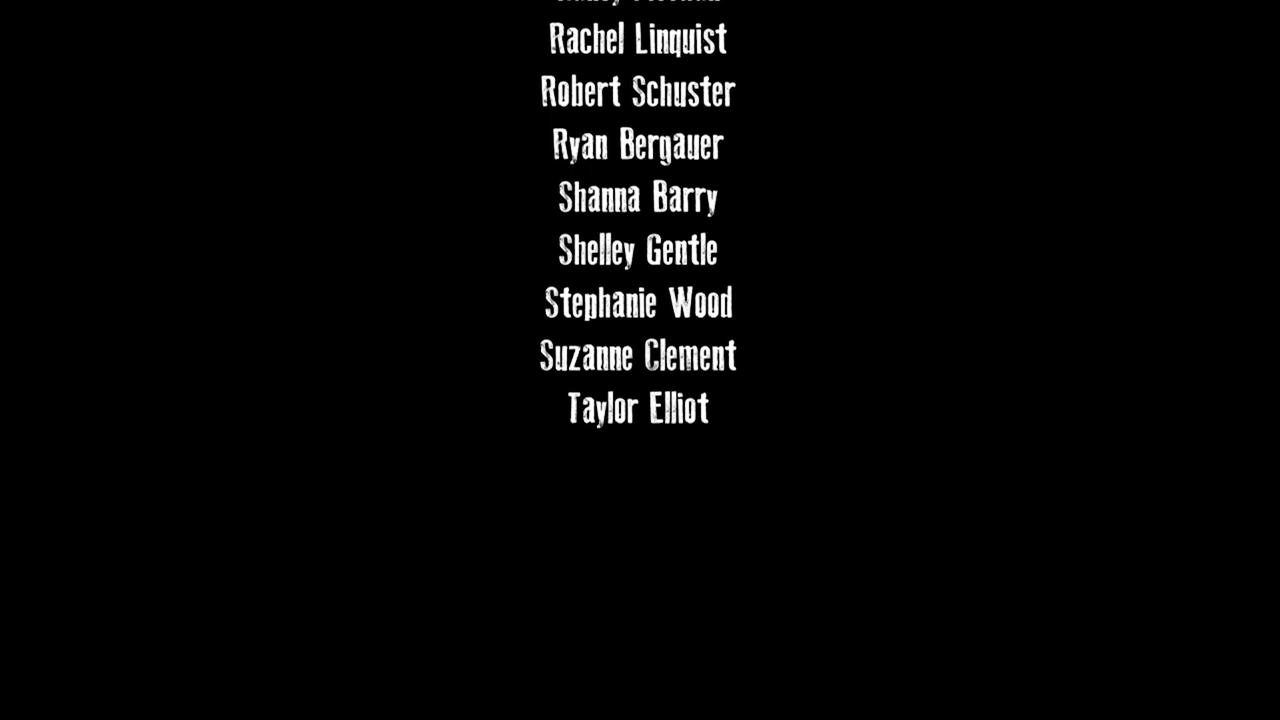 Rachel Linquist
Robert Schuster
Ryan Bergauer
Shanna Barry
Shelley Gentle
Stephanie Wood
Suzanne Clement
Taylor Elliot